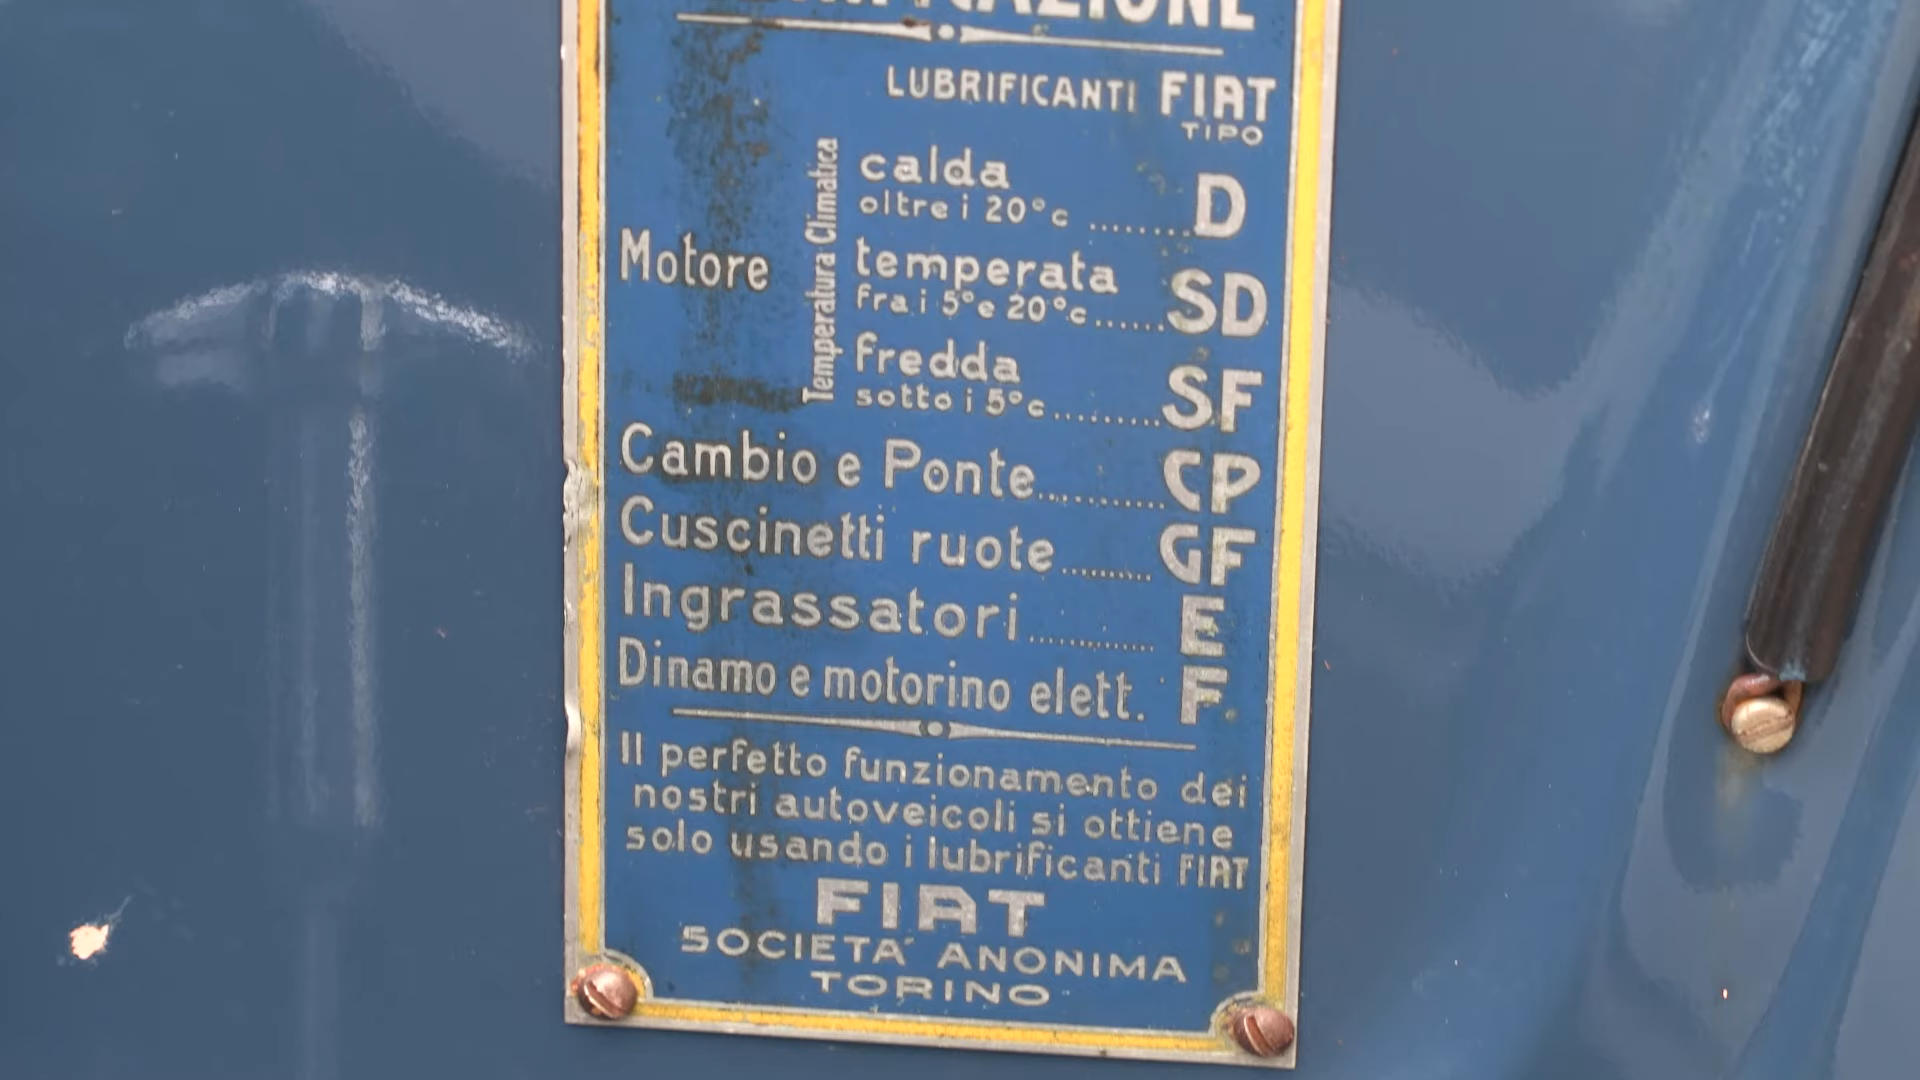 LUBRIFICANTI FIAT
TIPO
Motore
Temperatura Climatica
calda
oltre i 20°c ........ D
temperata
fra i 5° e 20°c ...... SD
fredda
sotto i 5°c ......... SF
Cambio e Ponte .......... CP
Cuscinetti ruote ......... GF
Ingrassatori ............ E
Dinamo e motorino elett. F.
Il perfetto funzionamento dei
nostri autoveicoli si ottiene
solo usando i lubrificanti FIAT
FIAT
SOCIETA' ANONIMA
TORINO